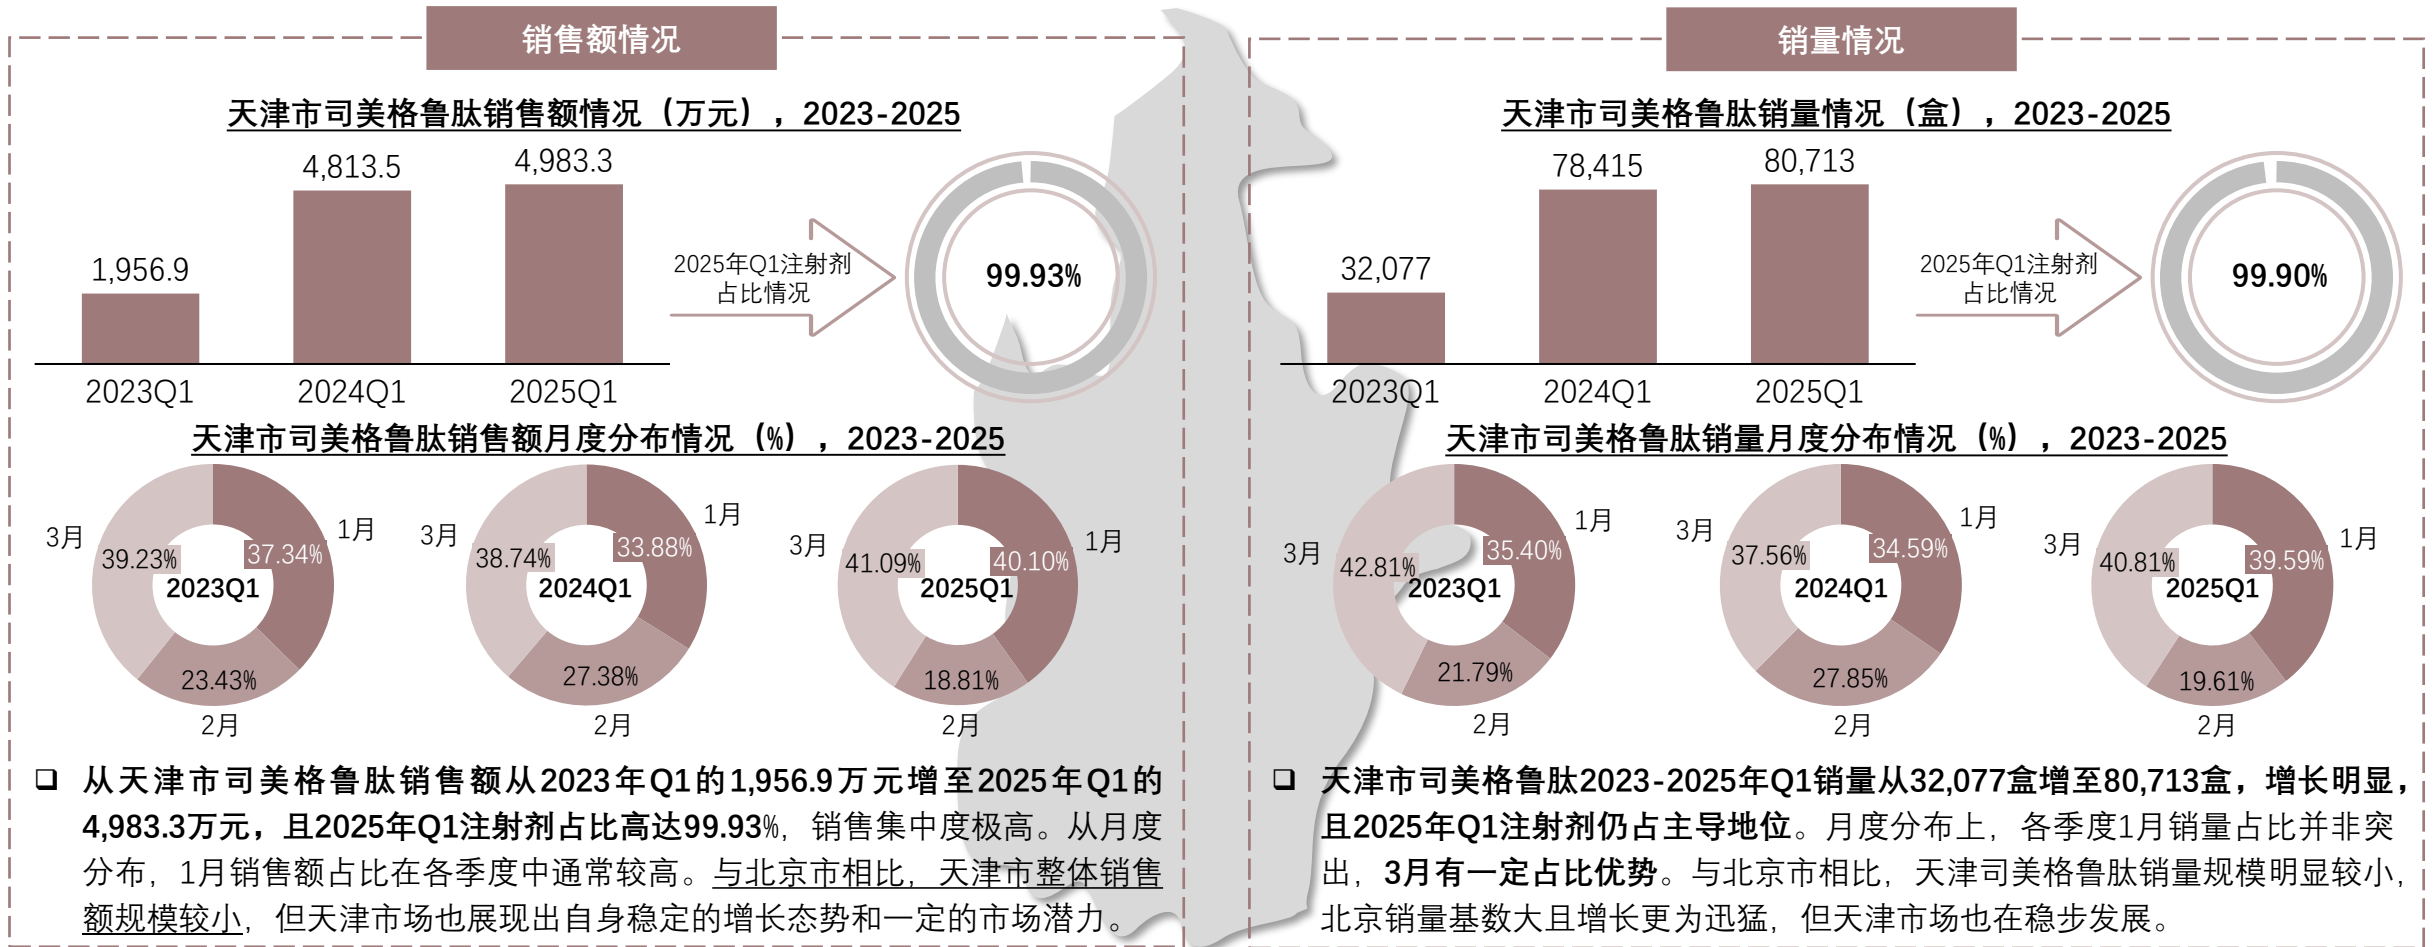 销售额情况
天津市司美格鲁肽销售额情况（万元），2023-2025
1,956.9
4,813.5
4,983.3
2023Q1
2024Q1
2025Q1
2025年Q1注射剂
占比情况
99.93%
天津市司美格鲁肽销售额月度分布情况（%），2023-2025
3月
39.23%
37.34%
1月
2023Q1
23.43%
2月
3月
38.74%
33.88%
1月
2024Q1
27.38%
2月
3月
41.09%
40.10%
1月
2025Q1
18.81%
2月
从天津市司美格鲁肽销售额从2023年Q1的1,956.9万元增至2025年Q1的
4,983.3万元，且2025年Q1注射剂占比高达99.93%，销售集中度极高。从月度
分布，1月销售额占比在各季度中通常较高。与北京市相比，天津市整体销售
额规模较小，但天津市场也展现出自身稳定的增长态势和一定的市场潜力。
销量情况
天津市司美格鲁肽销量情况（盒），2023-2025
32,077
78,415
80,713
2023Q1
2024Q1
2025Q1
2025年Q1注射剂
占比情况
99.90%
天津市司美格鲁肽销量月度分布情况（%），2023-2025
3月
42.81%
35.40%
1月
2023Q1
21.79%
2月
3月
37.56%
34.59%
1月
2024Q1
27.85%
2月
3月
40.81%
39.59%
1月
2025Q1
19.61%
2月
天津市司美格鲁肽2023-2025年Q1销量从32,077盒增至80,713盒，增长明显，
且2025年Q1注射剂仍占主导地位。月度分布上，各季度1月销量占比并非突
出，3月有一定占比优势。与北京市相比，天津司美格鲁肽销量规模明显较小，
北京销量基数大且增长更为迅猛，但天津市场也在稳步发展。